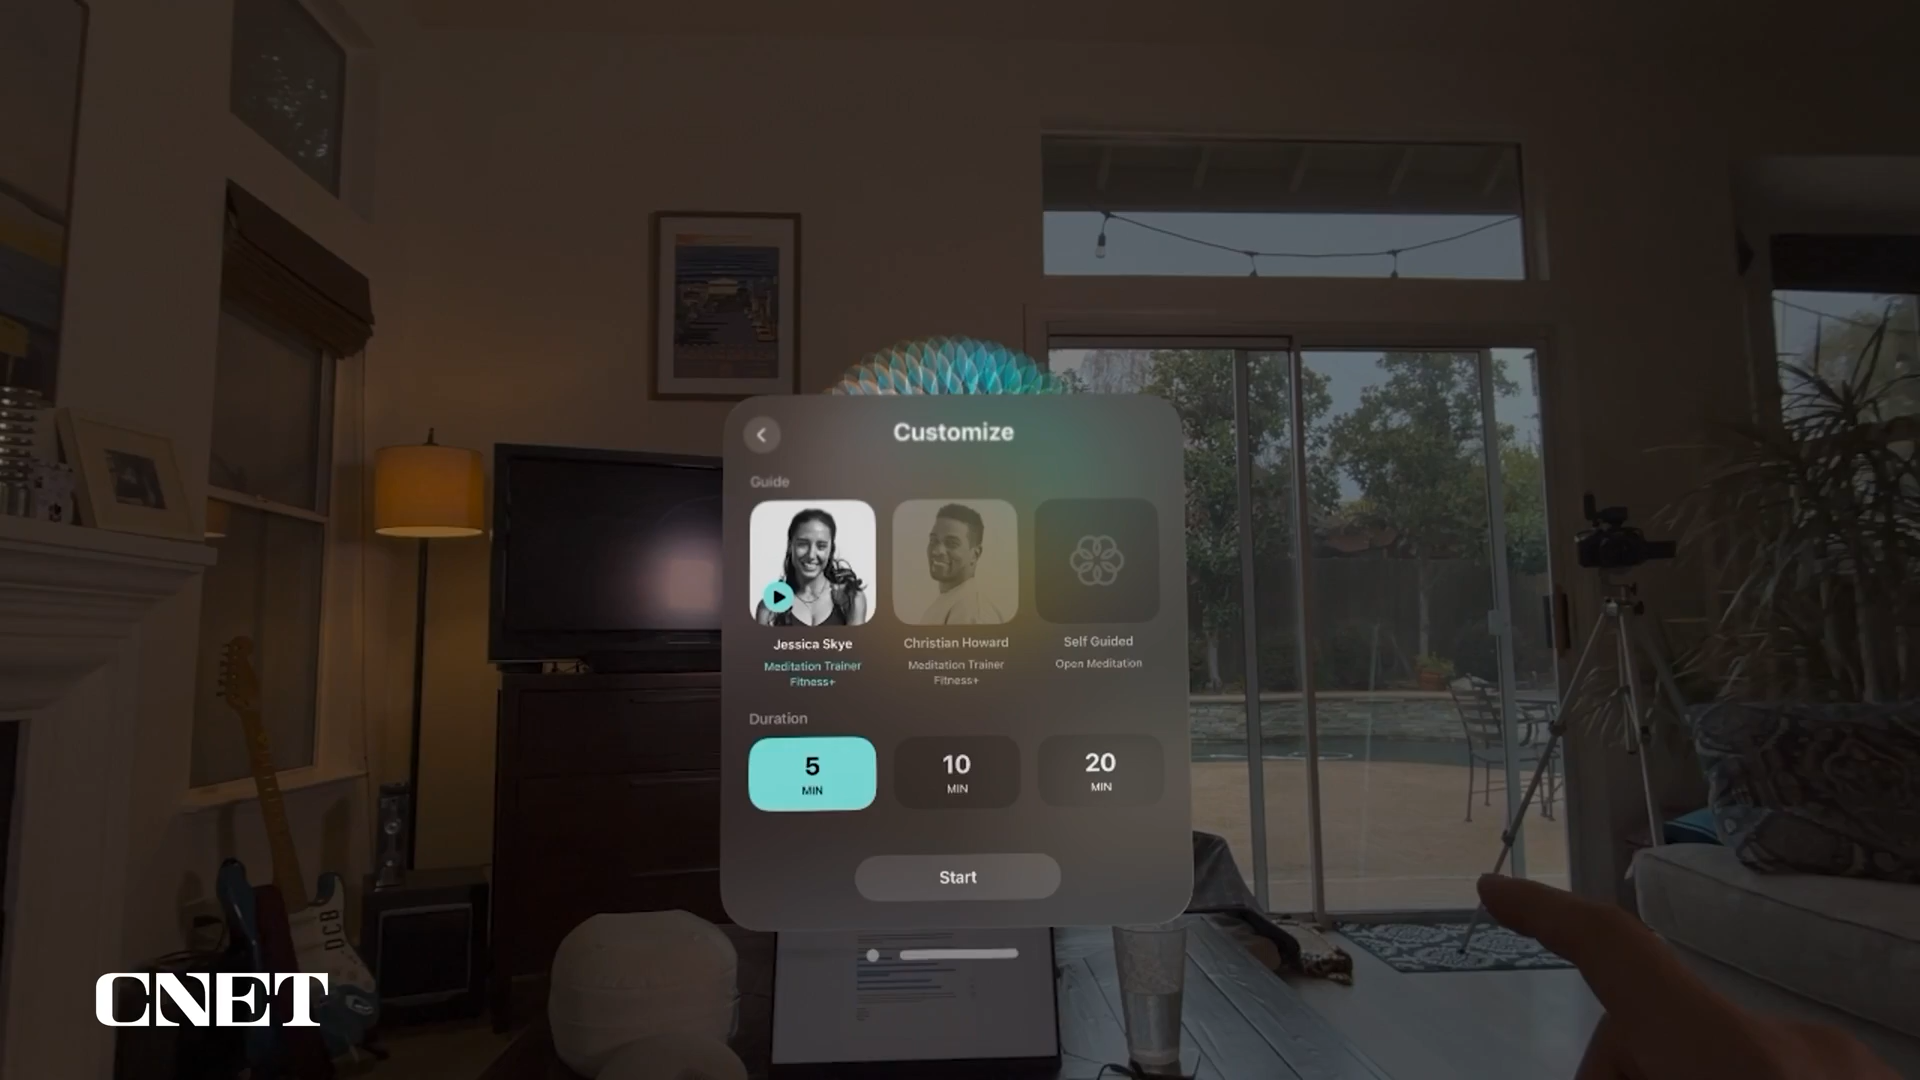 Customize
Guide
Jessica Skye
Meditation Trainer
Fitness+
Christian Howard
Meditation Trainer
Fitness+
Self Guided
Open Meditation
Duration
5
MIN
10
MIN
20
MIN
Start
DCB
CNET